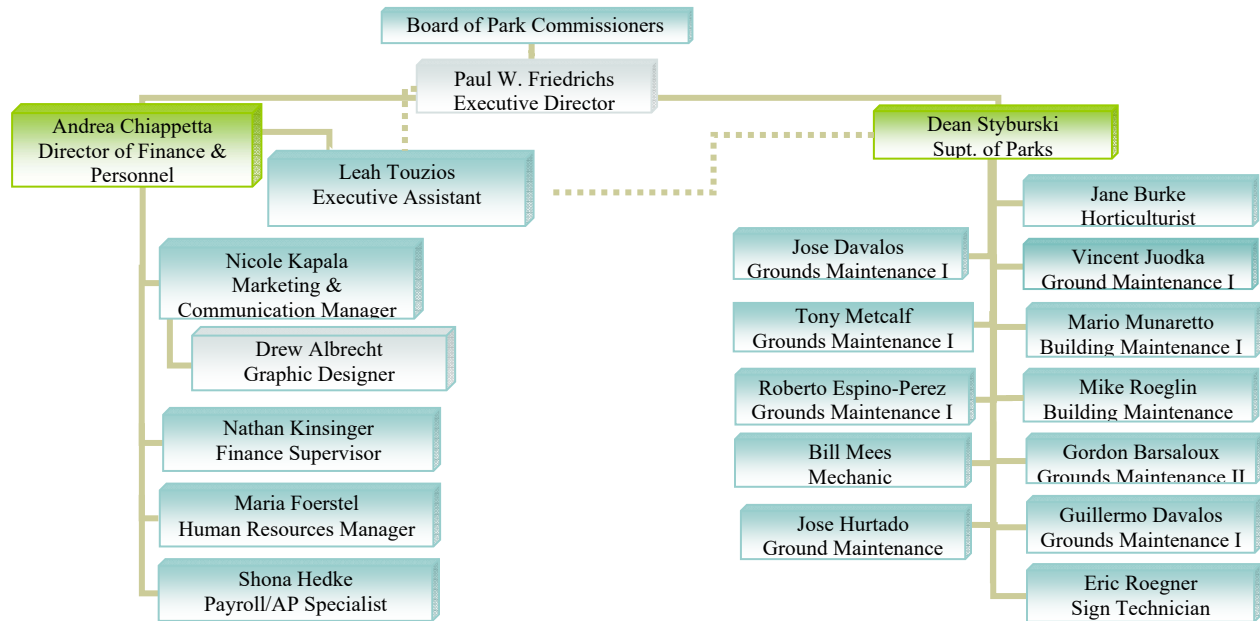 Board of Park Commissioners
Paul W. Friedrichs
Executive Director
Andrea Chiappetta
Director of Finance &
Personnel
Leah Touzios
Executive Assistant
Nicole Kapala
Marketing &
Communication Manager
Drew Albrecht
Graphic Designer
Nathan Kinsinger
Finance Supervisor
Maria Foerstel
Human Resources Manager
Shona Hedke
Payroll/AP Specialist
Dean Styburski
Supt. of Parks
Jose Davalos
Grounds Maintenance I
Tony Metcalf
Grounds Maintenance I
Roberto Espino-Perez
Grounds Maintenance I
Bill Mees
Mechanic
Jose Hurtado
Ground Maintenance
Jane Burke
Horticulturist
Vincent Juodka
Ground Maintenance I
Mario Munaretto
Building Maintenance I
Mike Roeglin
Building Maintenance
Gordon Barsaloux
Grounds Maintenance II
Guillermo Davalos
Grounds Maintenance I
Eric Roegner
Sign Technician